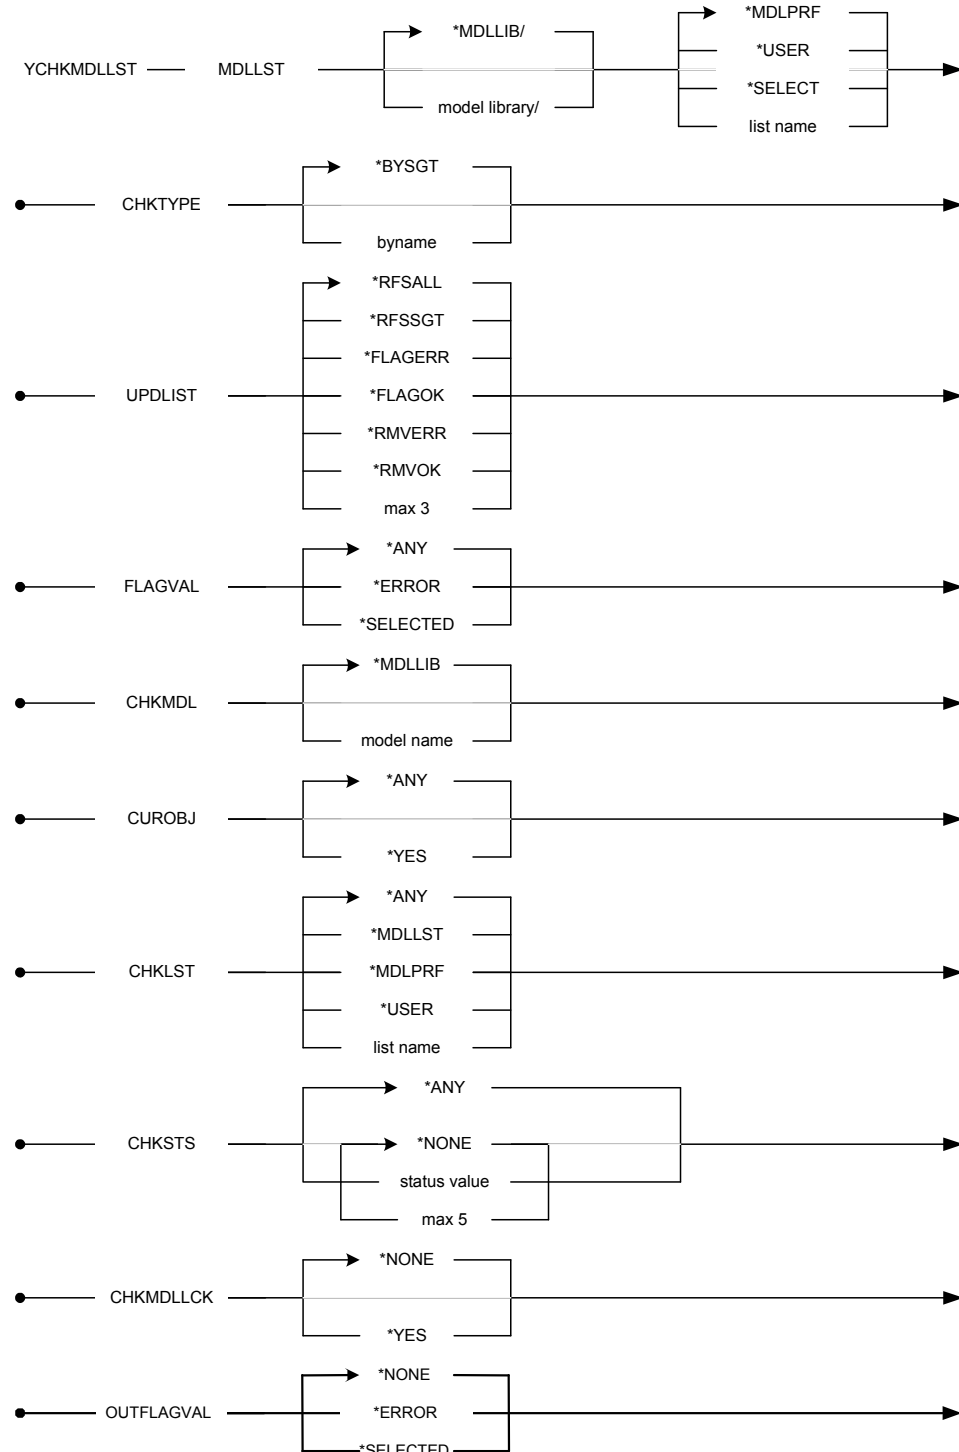 *MDLPRF
*MDLLIB/
*USER
YCHKMDLLST MDLLST
*SELECT
model library/
list name
*BYSGT
CHKTYPE
byname
*RFSALL
*RFSSGT
*FLAGERR
UPDLIST *FLAGOK
*RMVERR
*RMVOK
max 3
*ANY
FLAGVAL *ERROR
*SELECTED
*MDLLIB
CHKMDL
model name
*ANY
CUROBJ
*YES
*ANY
*MDLLST
CHKLST *MDLPRF
*USER
list name
*ANY
CHKSTS *NONE
status value
max 5
*NONE
CHKMDLLCK
*YES
*NONE
OUTFLAGVAL *ERROR
*SELECTED